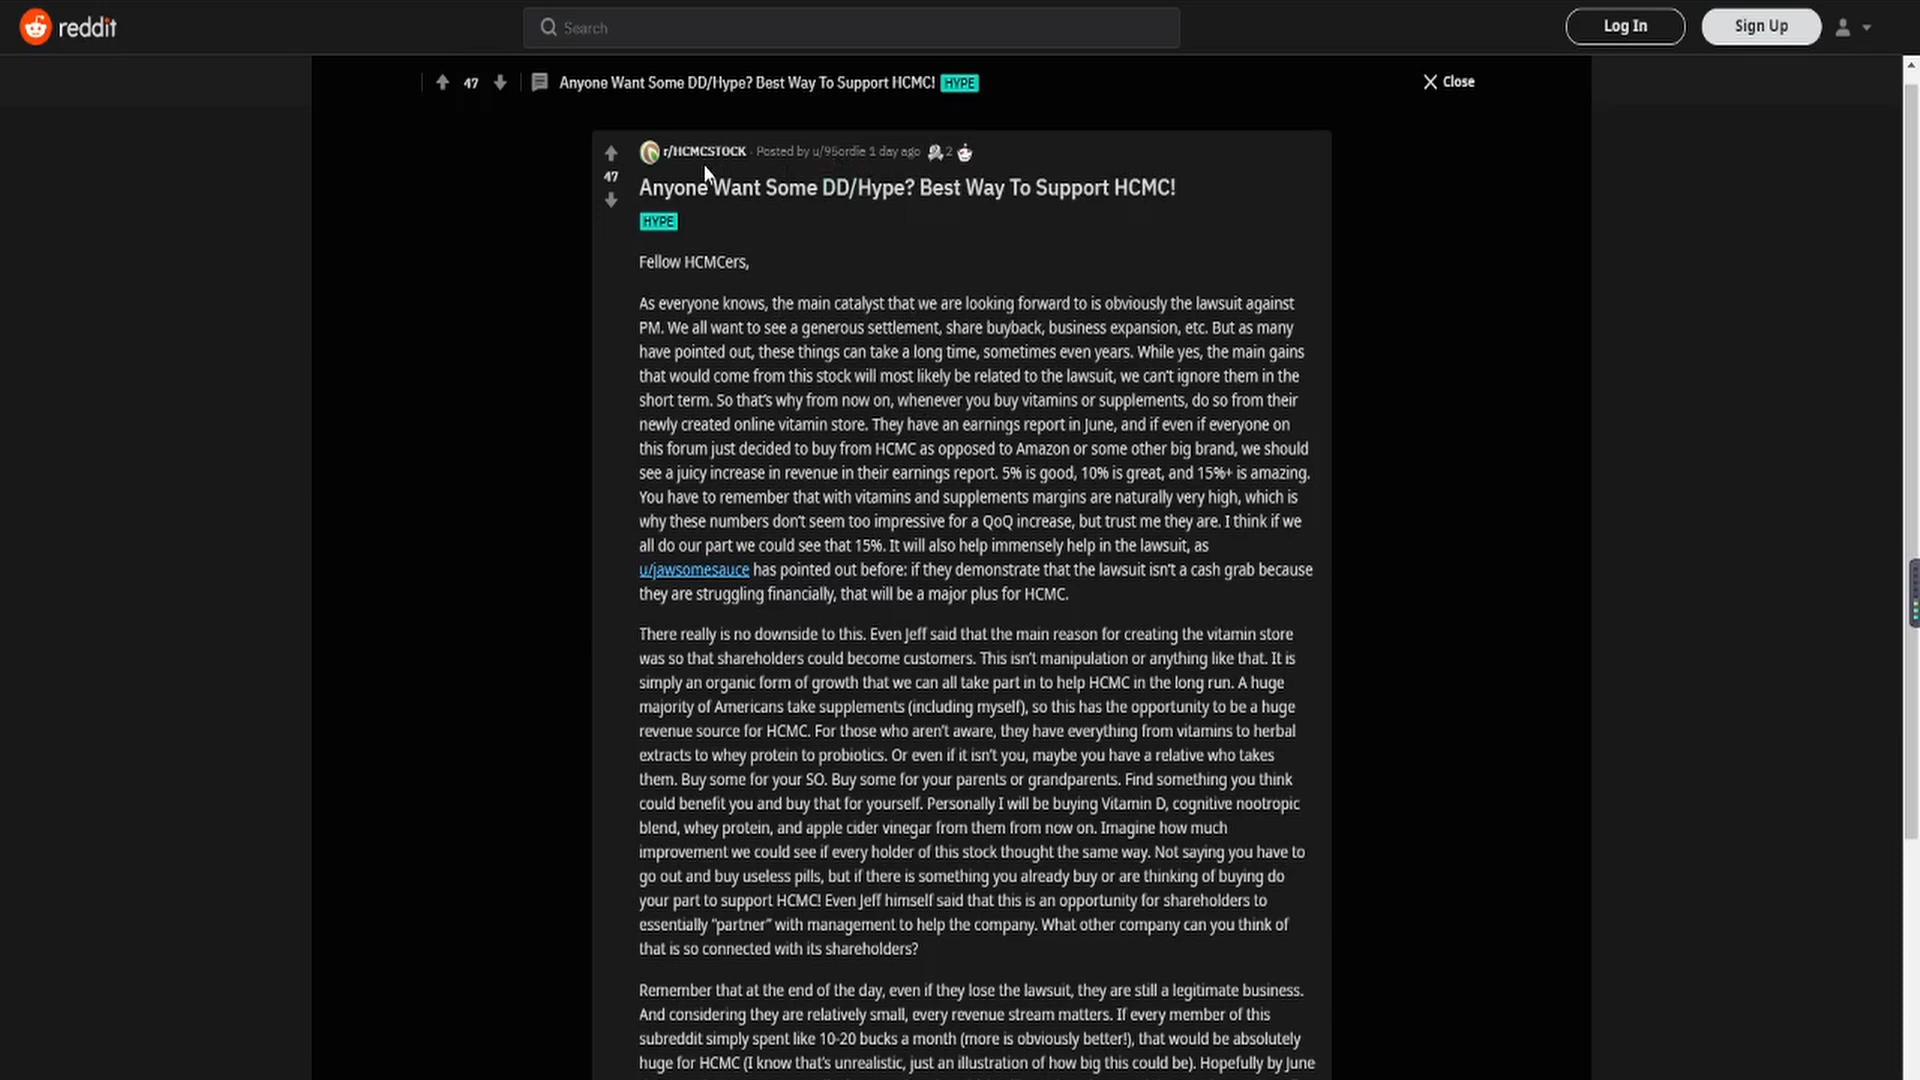 reddit
Search
Log In
Sign Up
47
Anyone Want Some DD/Hype? Best Way To Support HCMC! HYPE
Close
r/HCMCSTOCK · Posted by u/95ordie 1 day ago 2
47
Anyone Want Some DD/Hype? Best Way To Support HCMC!
HYPE
Fellow HCMCers,
As everyone knows, the main catalyst that we are looking forward to is obviously the lawsuit against
PM. We all want to see a generous settlement, share buyback, business expansion, etc. But as many
have pointed out, these things can take a long time, sometimes even years. While yes, the main gains
that would come from this stock will most likely be related to the lawsuit, we can't ignore them in the
short term. So that's why from now on, whenever you buy vitamins or supplements, do so from their
newly created online vitamin store. They have an earnings report in June, and if even if everyone on
this forum just decided to buy from HCMC as opposed to Amazon or some other big brand, we should
see a juicy increase in revenue in their earnings report. 5% is good, 10% is great, and 15%+ is amazing.
You have to remember that with vitamins and supplements margins are naturally very high, which is
why these numbers don't seem too impressive for a QoQ increase, but trust me they are. I think if we
all do our part we could see that 15%. It will also help immensely help in the lawsuit, as
u/jawsomesauce has pointed out before: if they demonstrate that the lawsuit isn't a cash grab because
they are struggling financially, that will be a major plus for HCMC.
There really is no downside to this. Even Jeff said that the main reason for creating the vitamin store
was so that shareholders could become customers. This isn't manipulation or anything like that. It is
simply an organic form of growth that we can all take part in to help HCMC in the long run. A huge
majority of Americans take supplements (including myself), so this has the opportunity to be a huge
revenue source for HCMC. For those who aren't aware, they have everything from vitamins to herbal
extracts to whey protein to probiotics. Or even if it isn't you, maybe you have a relative who takes
them. Buy some for your SO. Buy some for your parents or grandparents. Find something you think
could benefit you and buy that for yourself. Personally I will be buying Vitamin D, cognitive nootropic
blend, whey protein, and apple cider vinegar from them from now on. Imagine how much
improvement we could see if every holder of this stock thought the same way. Not saying you have to
go out and buy useless pills, but if there is something you already buy or are thinking of buying do
your part to support HCMC! Even Jeff himself said that this is an opportunity for shareholders to
essentially “partner” with management to help the company. What other company can you think of
that is so connected with its shareholders?
Remember that at the end of the day, even if they lose the lawsuit, they are still a legitimate business.
And considering they are relatively small, every revenue stream matters. If every member of this
subreddit simply spent like 10-20 bucks a month (more is obviously better!), that would be absolutely
huge for HCMC (I know that's unrealistic, just an illustration of how big this could be). Hopefully by June